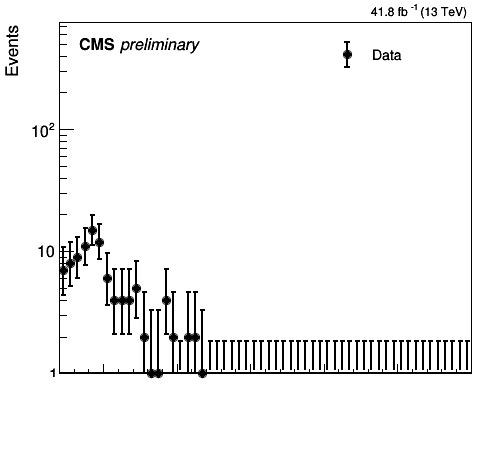 41.8 fb⁻¹ (13 TeV)
Events
CMS preliminary
Data
10²
10
1